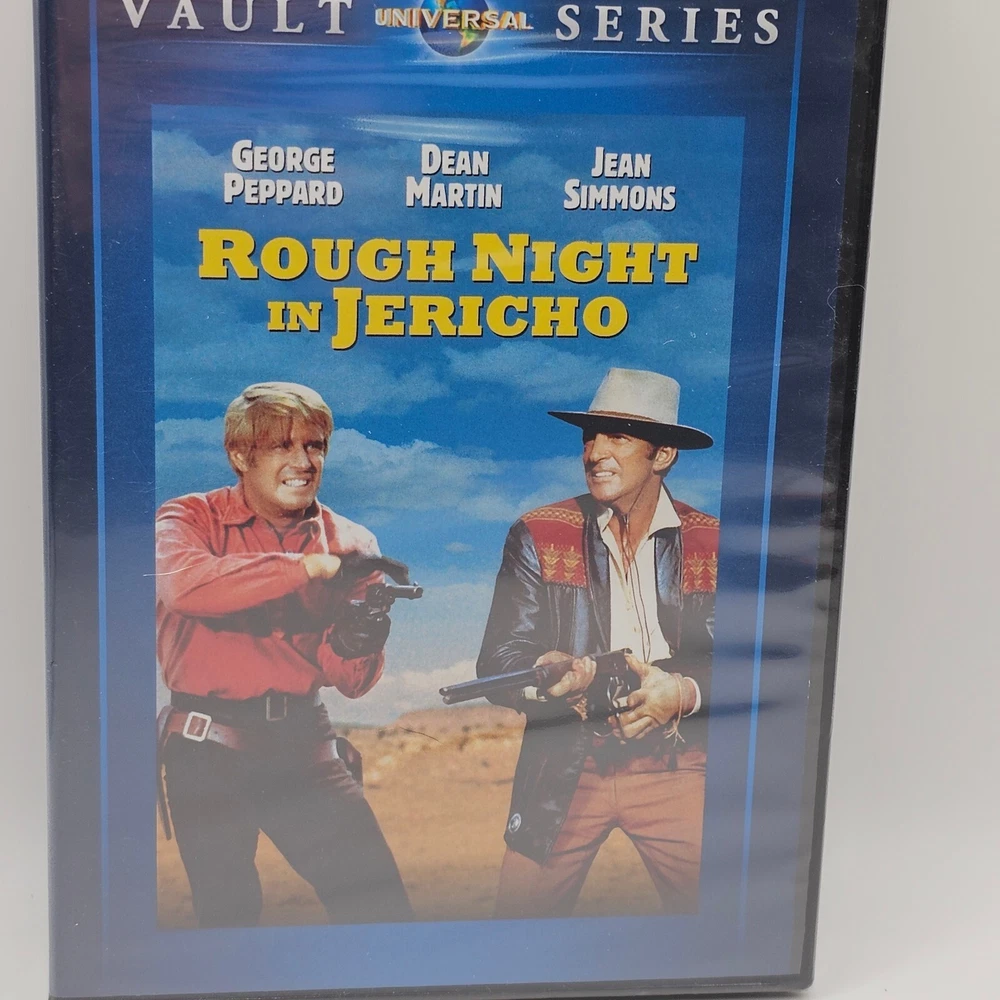 VAULT UNIVERSAL SERIES
GEORGE PEPPARD
DEAN MARTIN
JEAN SIMMONS
ROUGH NIGHT
IN JERICHO